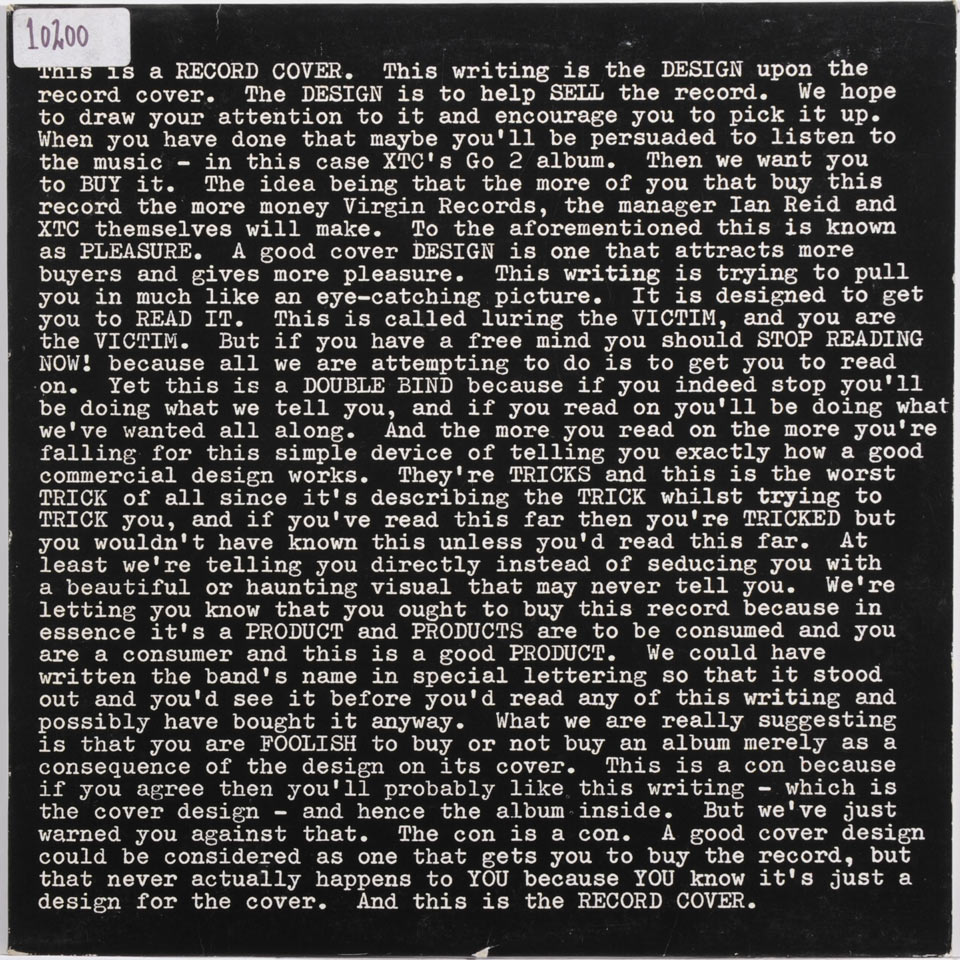 10200
This is a RECORD COVER. This writing is the DESIGN upon the
record cover. The DESIGN is to help SELL the record. We hope
to draw your attention to it and encourage you to pick it up.
When you have done that maybe you'll be persuaded to listen to
the music - in this case XTC's Go 2 album. Then we want you
to BUY it. The idea being that the more of you that buy this
record the more money Virgin Records, the manager Ian Reid and
XTC themselves will make. To the aforementioned this is known
as PLEASURE. A good cover DESIGN is one that attracts more
buyers and gives more pleasure. This writing is trying to pull
you in much like an eye-catching picture. It is designed to get
you to READ IT. This is called luring the VICTIM, and you are
the VICTIM. But if you have a free mind you should STOP READING
NOW! because all we are attempting to do is to get you to read
on. Yet this is a DOUBLE BIND because if you indeed stop you'll
be doing what we tell you, and if you read on you'll be doing what
we've wanted all along. And the more you read on the more you're
falling for this simple device of telling you exactly how a good
commercial design works. They're TRICKS and this is the worst
TRICK of all since it's describing the TRICK whilst trying to
TRICK you, and if you've read this far then you're TRICKED but
you wouldn't have known this unless you'd read this far. At
least we're telling you directly instead of seducing you with
a beautiful or haunting visual that may never tell you. We're
letting you know that you ought to buy this record because in
essence it's a PRODUCT and PRODUCTS are to be consumed and you
are a consumer and this is a good PRODUCT. We could have
written the band's name in special lettering so that it stood
out and you'd see it before you'd read any of this writing and
possibly have bought it anyway. What we are really suggesting
is that you are FOOLISH to buy or not buy an album merely as a
consequence of the design on its cover. This is a con because
if you agree then you'll probably like this writing - which is
the cover design - and hence the album inside. But we've just
warned you against that. The con is a con. A good cover design
could be considered as one that gets you to buy the record, but
that never actually happens to YOU because YOU know it's just a
design for the cover. And this is the RECORD COVER.